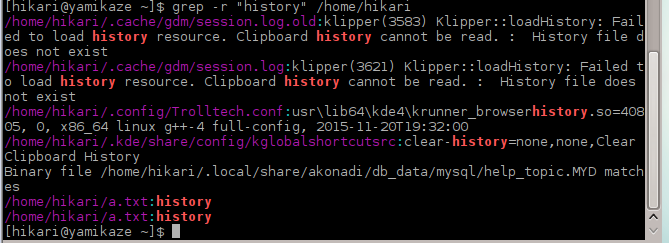 [hikari@yamikaze ~]$ grep -r "history" /home/hikari
/home/hikari/.cache/gdm/session.log.old:klipper(3583) Klipper::loadHistory: Fail
ed to load history resource. Clipboard history cannot be read. :  History file d
oes not exist
/home/hikari/.cache/gdm/session.log:klipper(3621) Klipper::loadHistory: Failed t
o load history resource. Clipboard history cannot be read. :  History file does
not exist
/home/hikari/.config/Trolltech.conf:usr\lib64\kde4\krunner_browserhistory.so=408
05, 0, x86_64 linux g++-4 full-config, 2015-11-20T19:32:00
/home/hikari/.kde/share/config/kglobalshortcutsrc:clear-history=none,none,Clear
Clipboard History
Binary file /home/hikari/.local/share/akonadi/db_data/mysql/help_topic.MYD match
es
/home/hikari/a.txt:history
/home/hikari/a.txt:history
[hikari@yamikaze ~]$